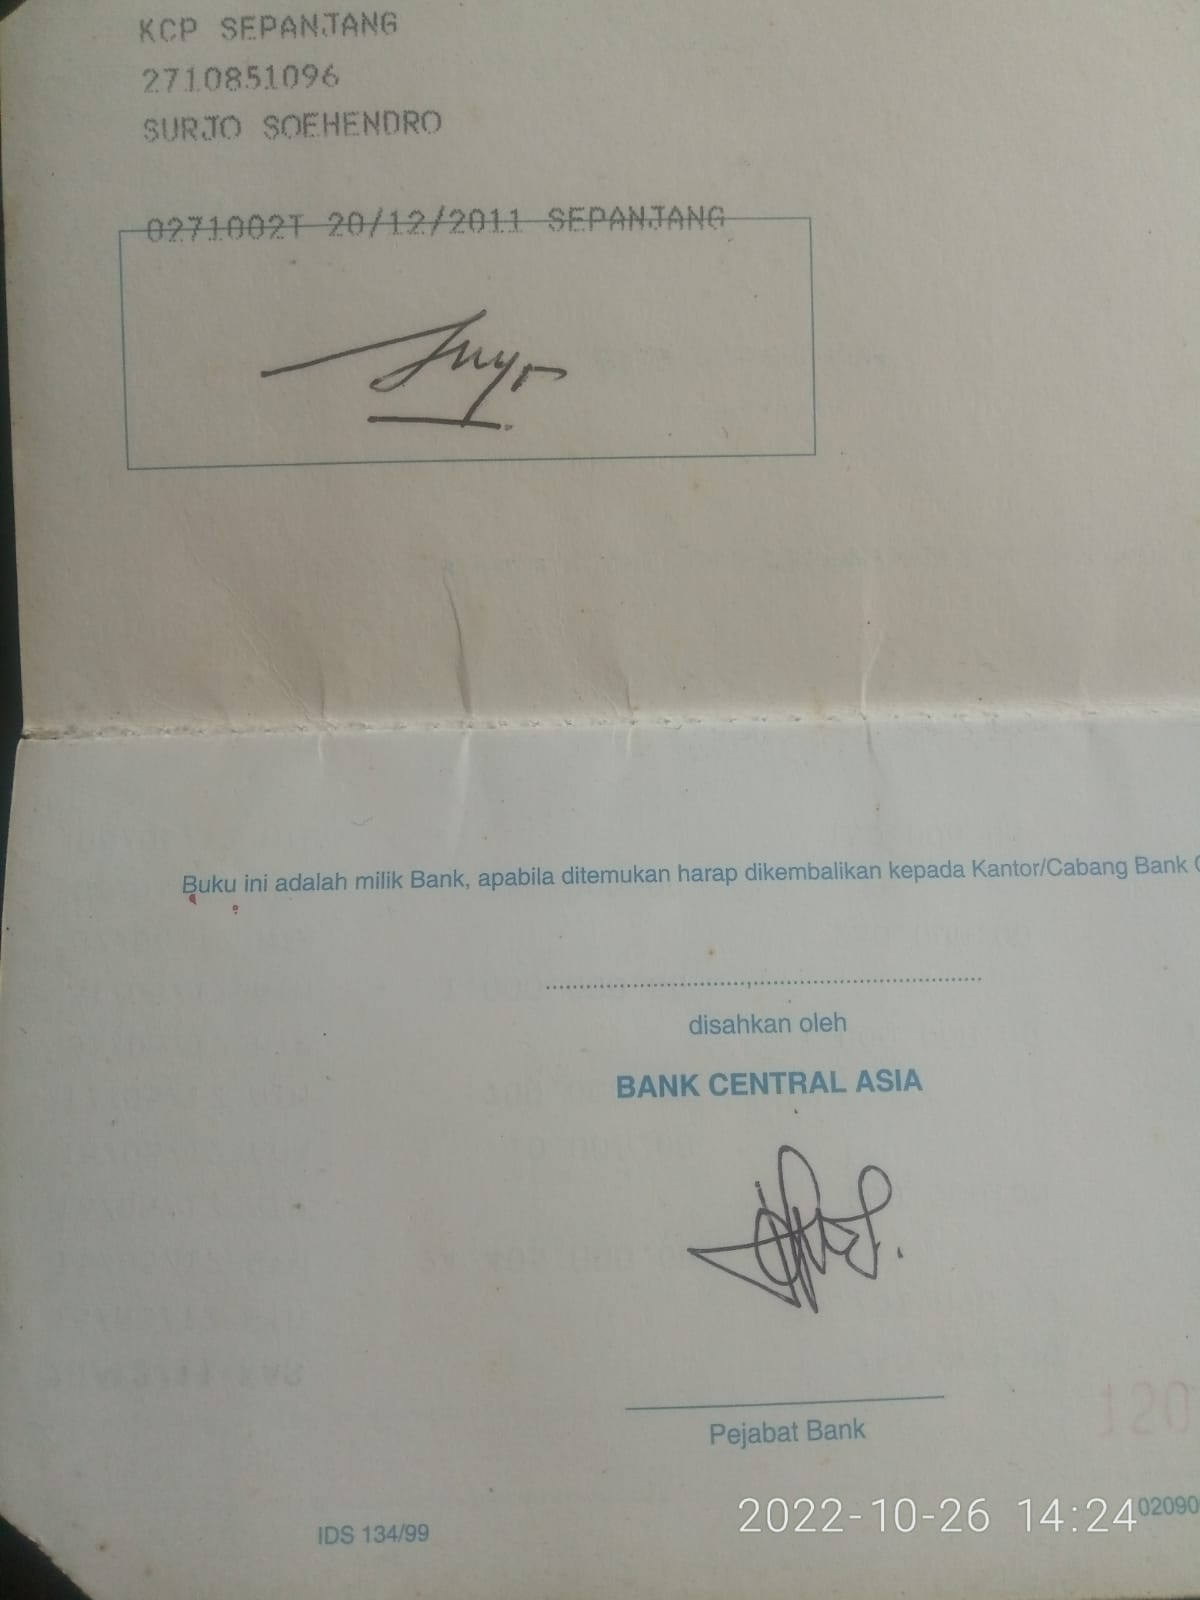 KCP SEPANJANG
2710851096
SURJO SOEHENDRO
0271002T 20/12/2011 SEPANJANG
Buku ini adalah milik Bank, apabila ditemukan harap dikembalikan kepada Kantor/Cabang Bank
disahkan oleh
BANK CENTRAL ASIA
Pejabat Bank
120
2022-10-26 14:24
02090
IDS 134/99